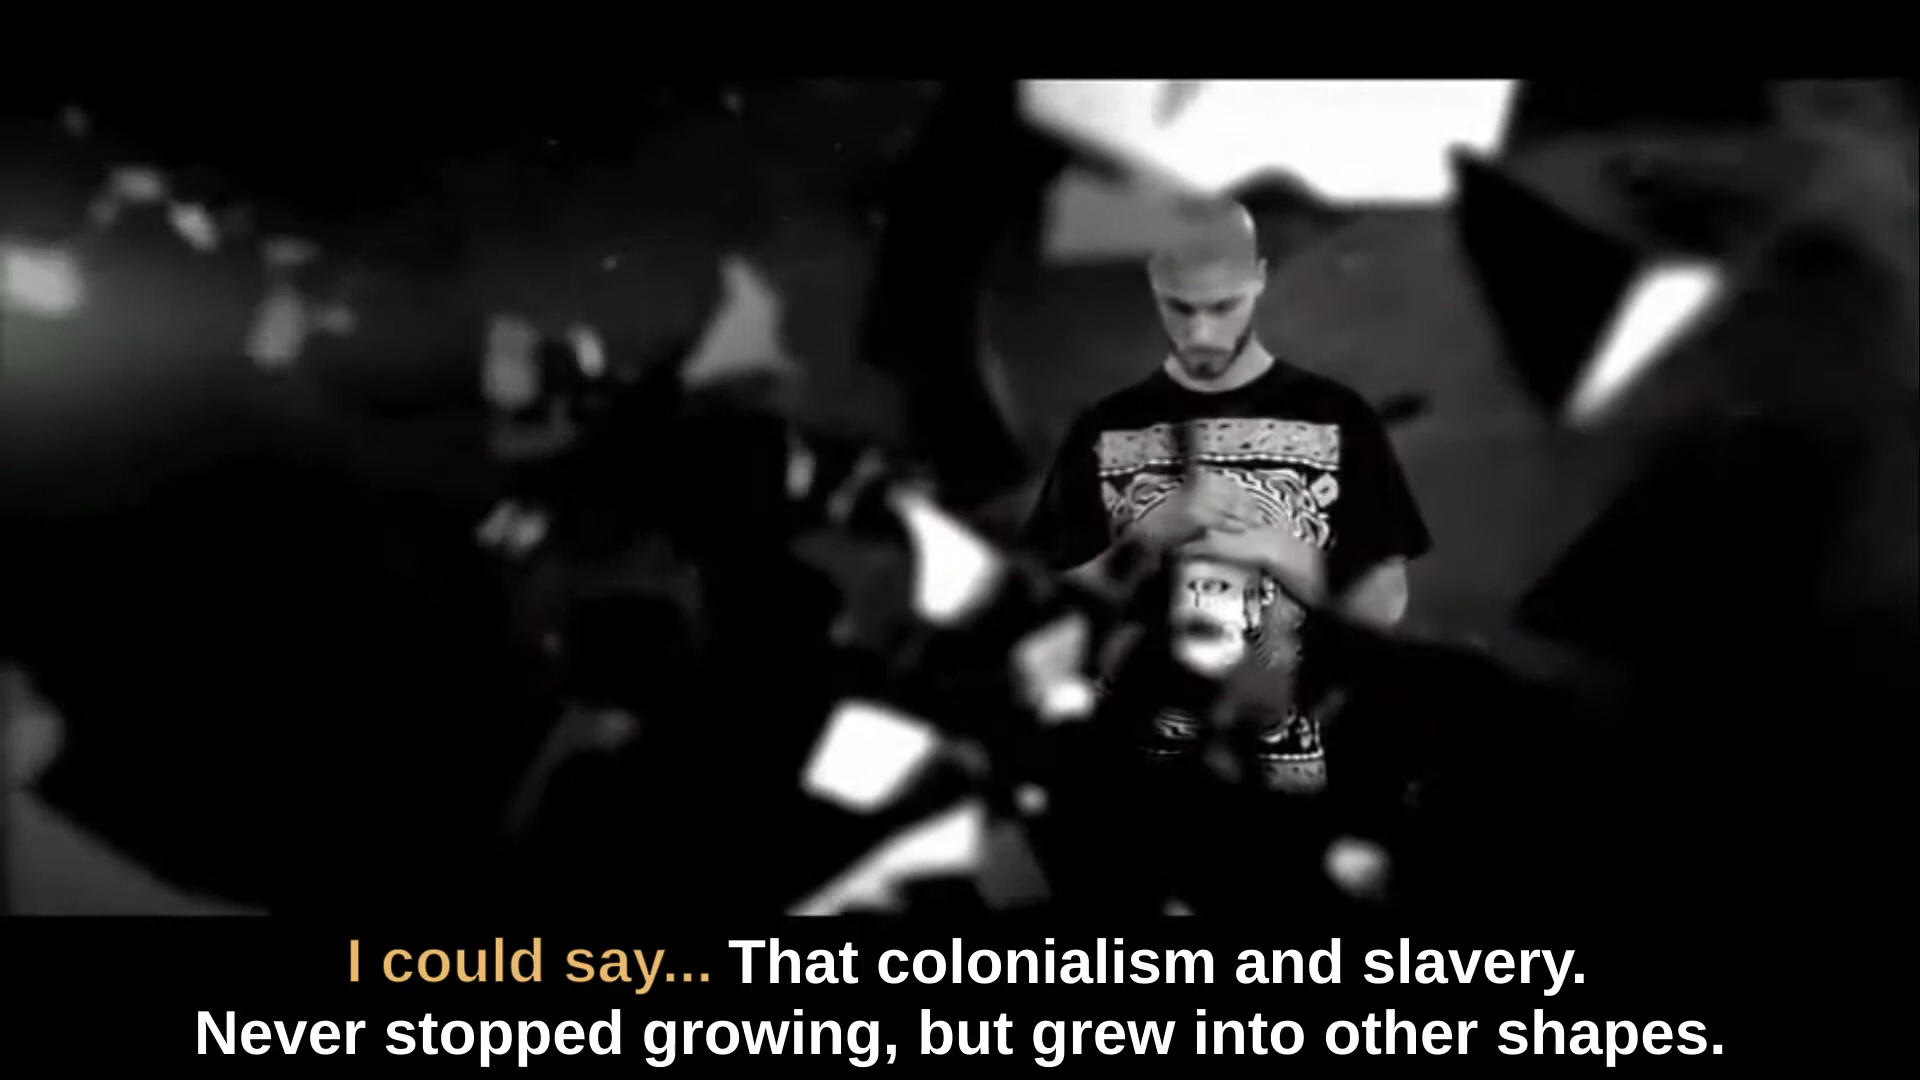 I could say... That colonialism and slavery.
Never stopped growing, but grew into other shapes.